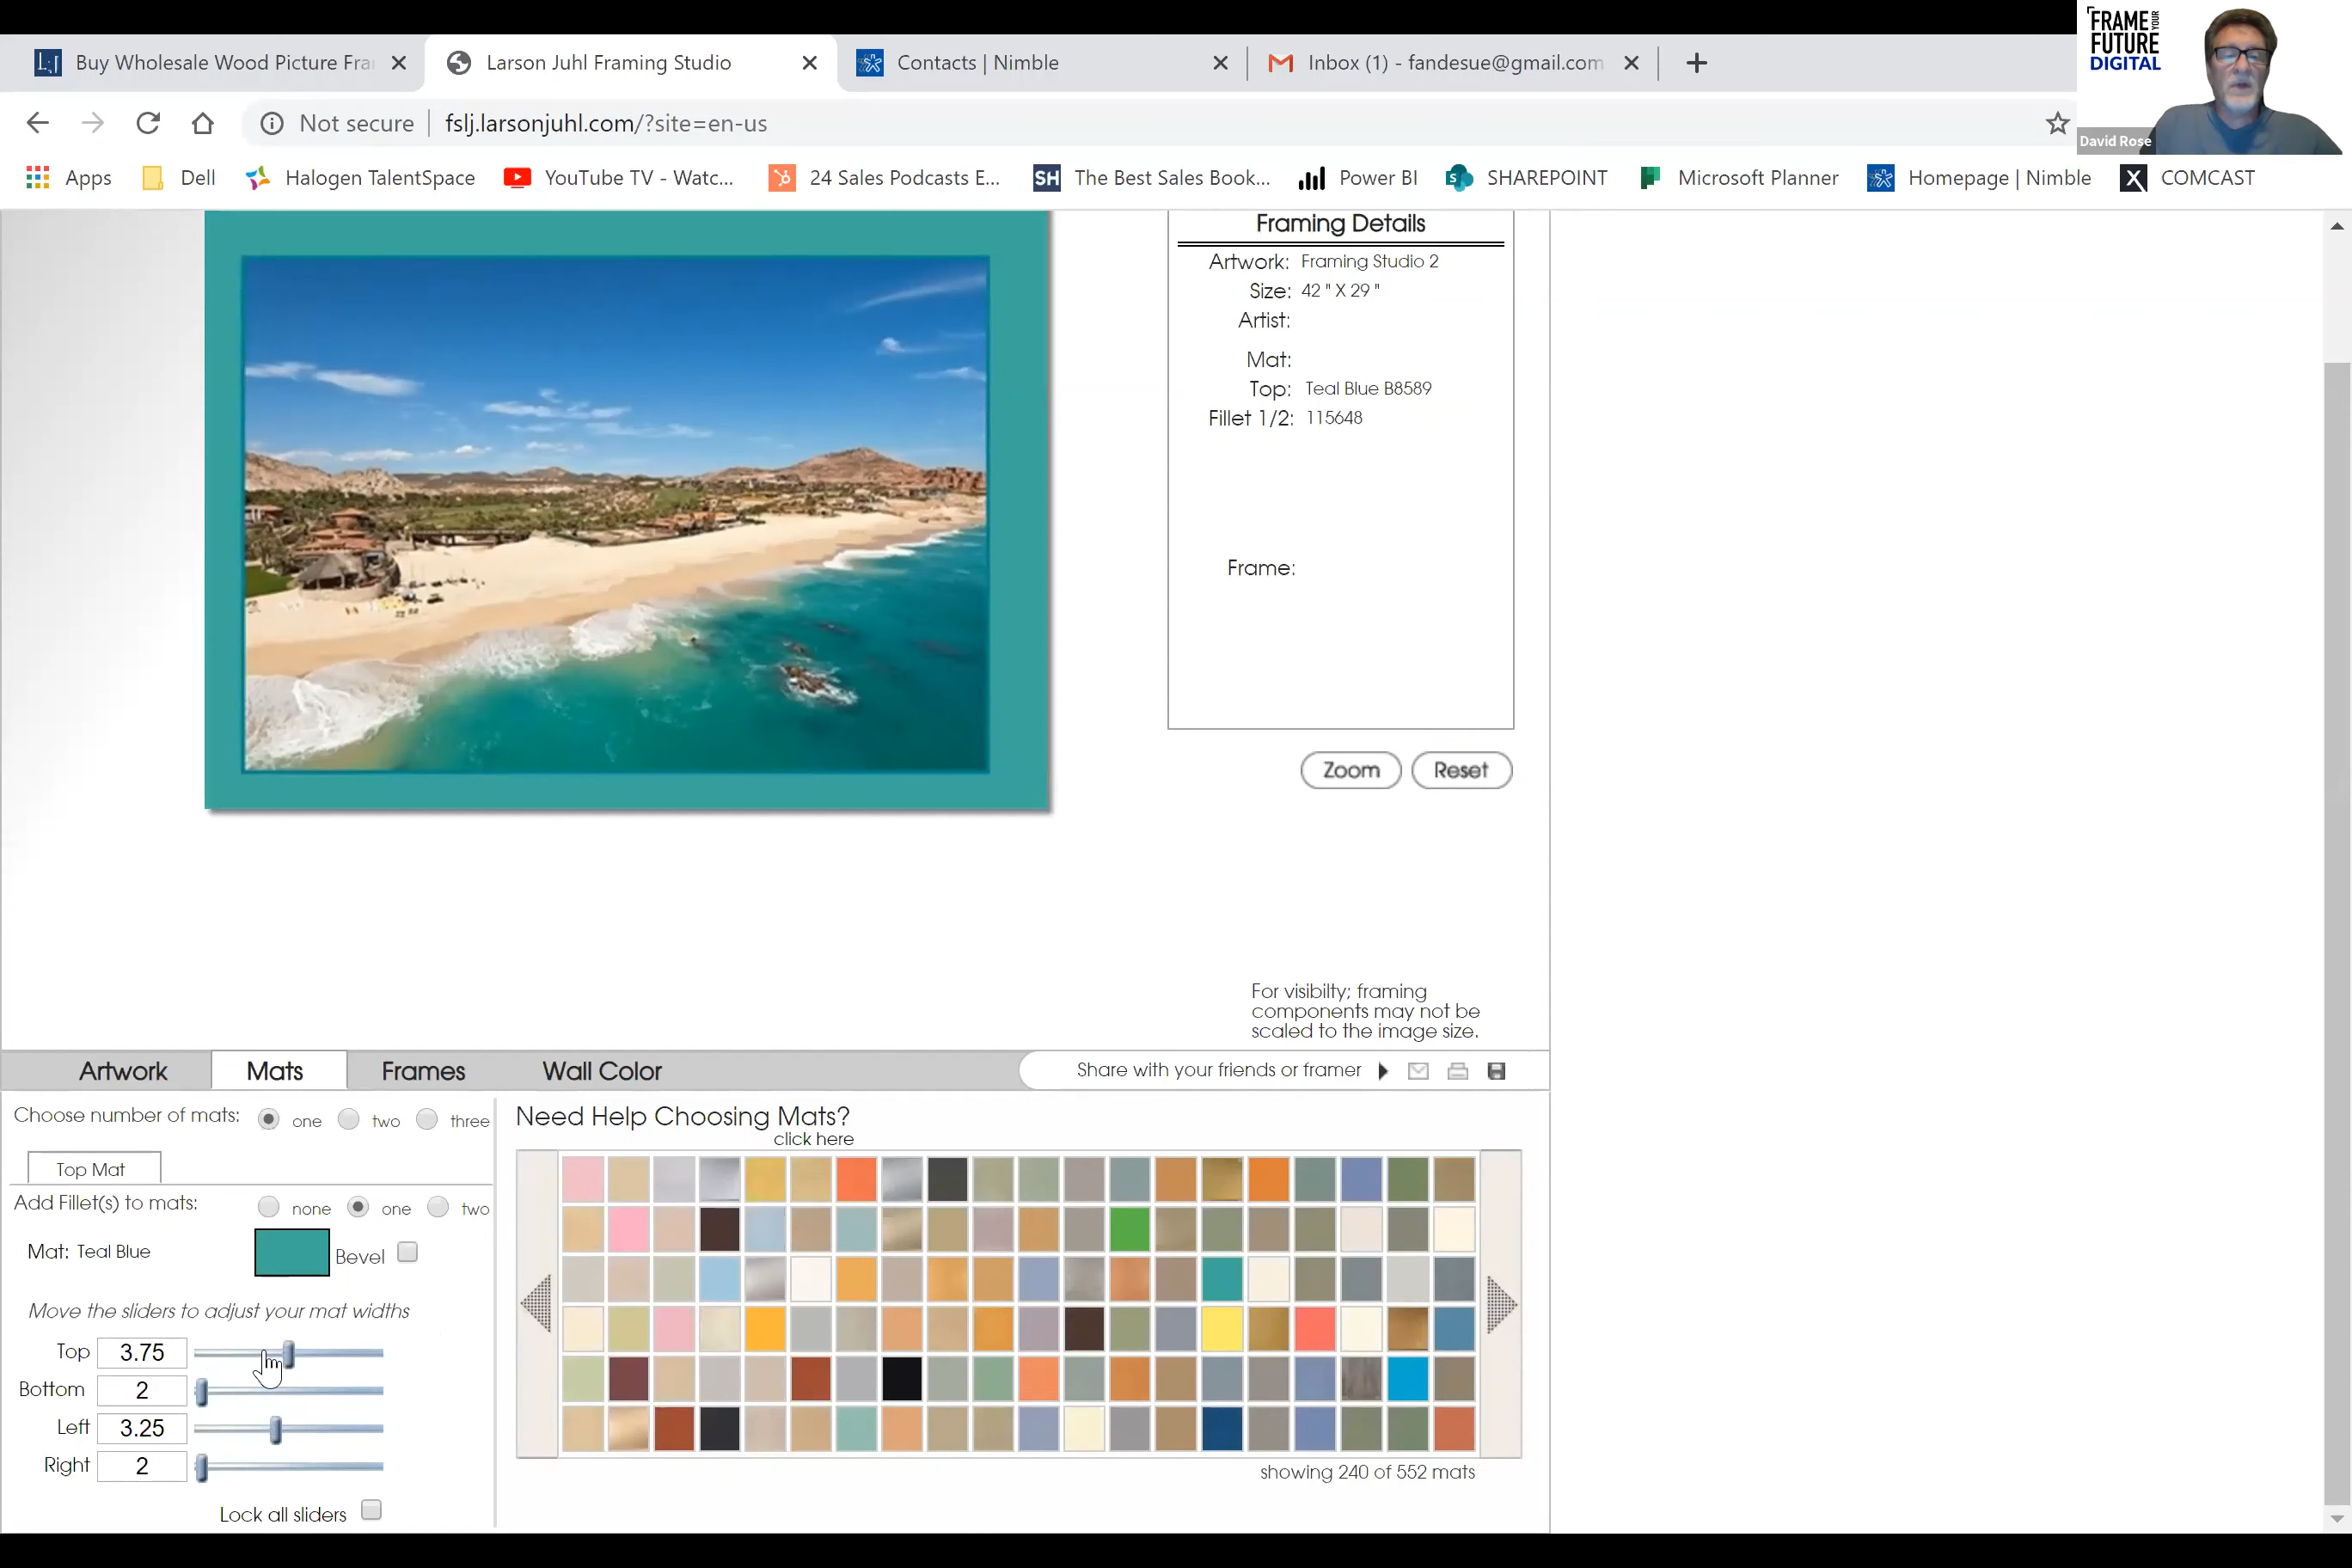 Buy Wholesale Wood Picture Fra
Larson Juhl Framing Studio
Contacts | Nimble
Inbox (1) - fandesue@gmail.com
FRAME YOUR
FUTURE
DIGITAL
David Rose
Not secure
fslj.larsonjuhl.com/?site=en-us
Apps
Dell
Halogen TalentSpace
YouTube TV - Watc...
24 Sales Podcasts E...
SH
The Best Sales Book...
Power BI
SHAREPOINT
Microsoft Planner
Homepage | Nimble
COMCAST
Framing Details
Artwork: Framing Studio 2
Size: 42 " X 29 "
Artist:
Mat:
Top: Teal Blue B8589
Fillet 1/2: 115648
Frame:
Zoom
Reset
For visibilty; framing
components may not be
scaled to the image size.
Artwork
Mats
Frames
Wall Color
Share with your friends or framer
Choose number of mats: one two three
Top Mat
Add Fillet(s) to mats: none one two
Mat: Teal Blue
Bevel
Move the sliders to adjust your mat widths
Top 3.75
Bottom 2
Left 3.25
Right 2
Lock all sliders
Need Help Choosing Mats?
click here
showing 240 of 552 mats